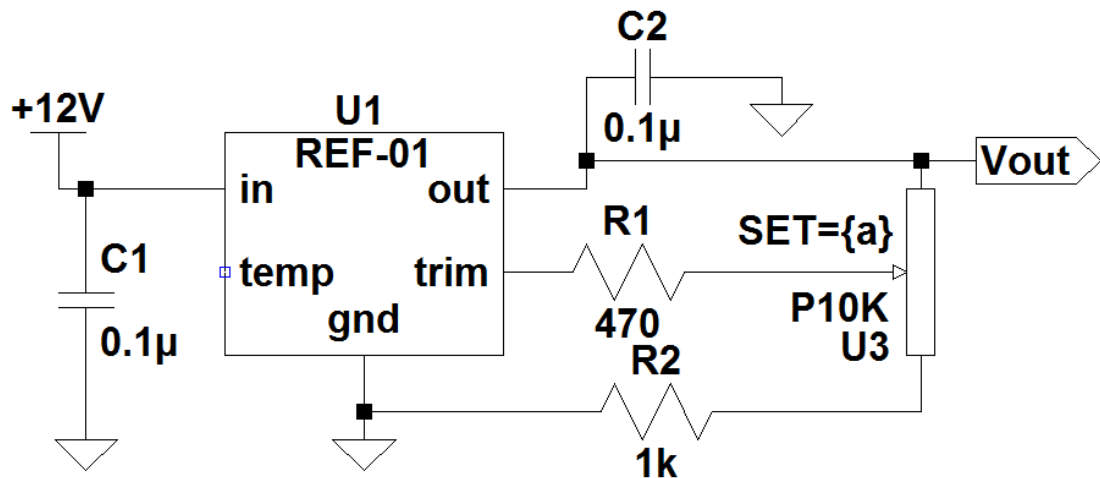 C2
0.1µ
+12V
U1
REF-01
in
out
Vout
C1
0.1µ
temp
trim
gnd
R1
470
SET={a}
P10K
U3
R2
1k